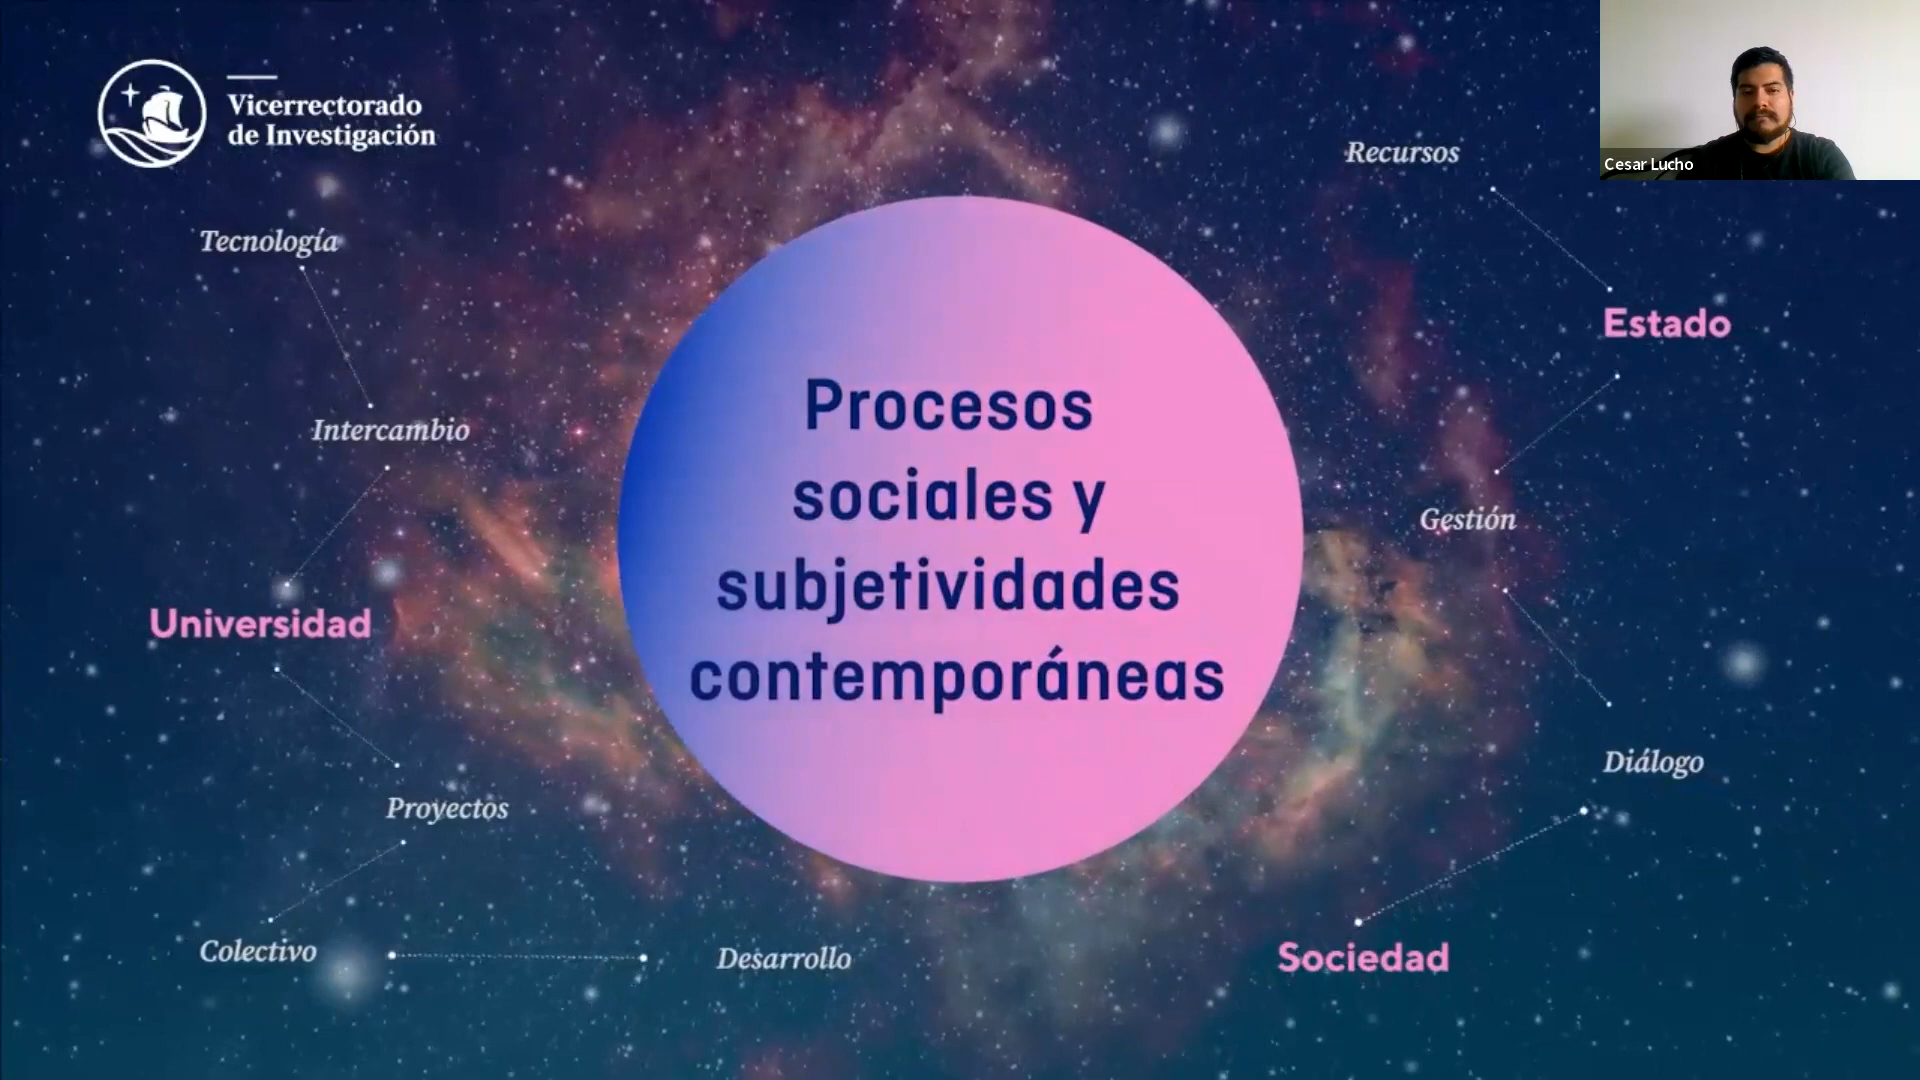 Vicerrectorado
de Investigación
Cesar Lucho
Recursos
Tecnología
Estado
Intercambio
Procesos
sociales y
subjetividades
contemporáneas
Gestión
Universidad
Diálogo
Proyectos
Colectivo
Desarrollo
Sociedad